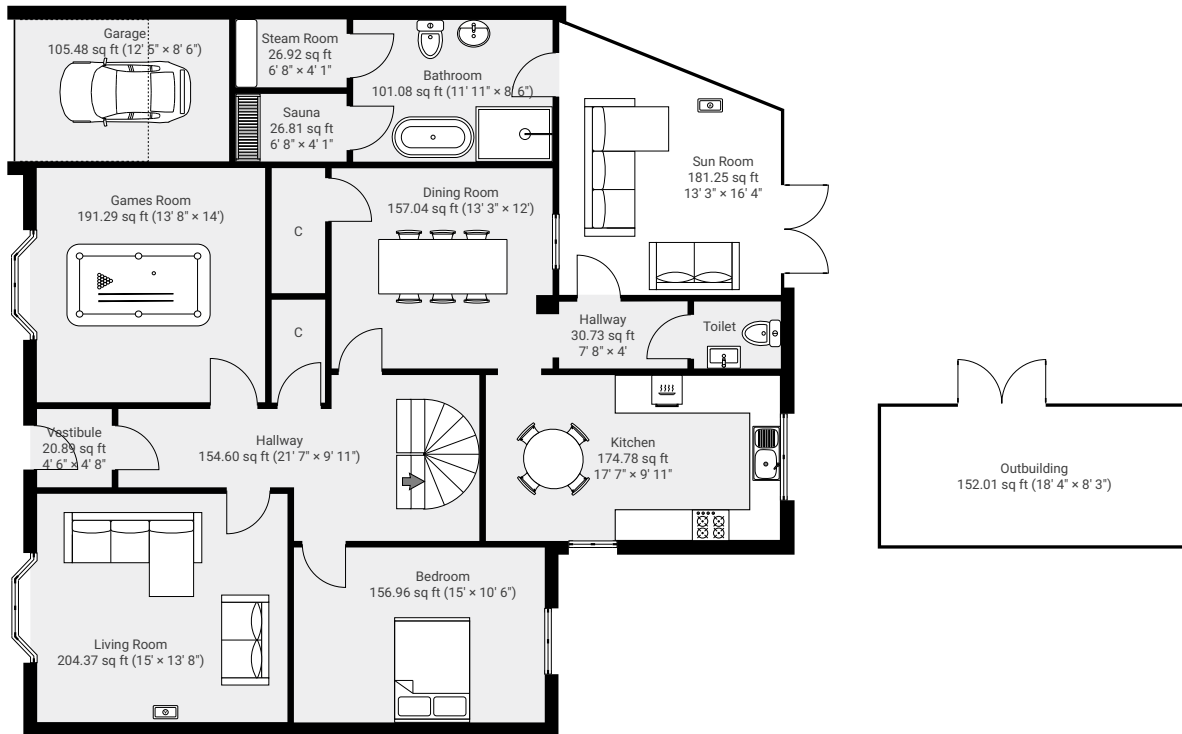 Garage
105.48 sq ft (12' 5" × 8' 6")
Steam Room
26.92 sq ft
6' 8" × 4' 1"
Bathroom
101.08 sq ft (11' 11" × 8' 6")
Sauna
26.81 sq ft
6' 8" × 4' 1"
Sun Room
181.25 sq ft
13' 3" × 16' 4"
Games Room
191.29 sq ft (13' 8" × 14')
C
Dining Room
157.04 sq ft (13' 3" × 12')
C
Hallway
30.73 sq ft
7' 8" × 4'
Toilet
Vestibule
20.89 sq ft
4' 6" × 4' 8"
Hallway
154.60 sq ft (21' 7" × 9' 11")
Kitchen
174.78 sq ft
17' 7" × 9' 11"
Outbuilding
152.01 sq ft (18' 4" × 8' 3")
Living Room
204.37 sq ft (15' × 13' 8")
Bedroom
156.96 sq ft (15' × 10' 6")